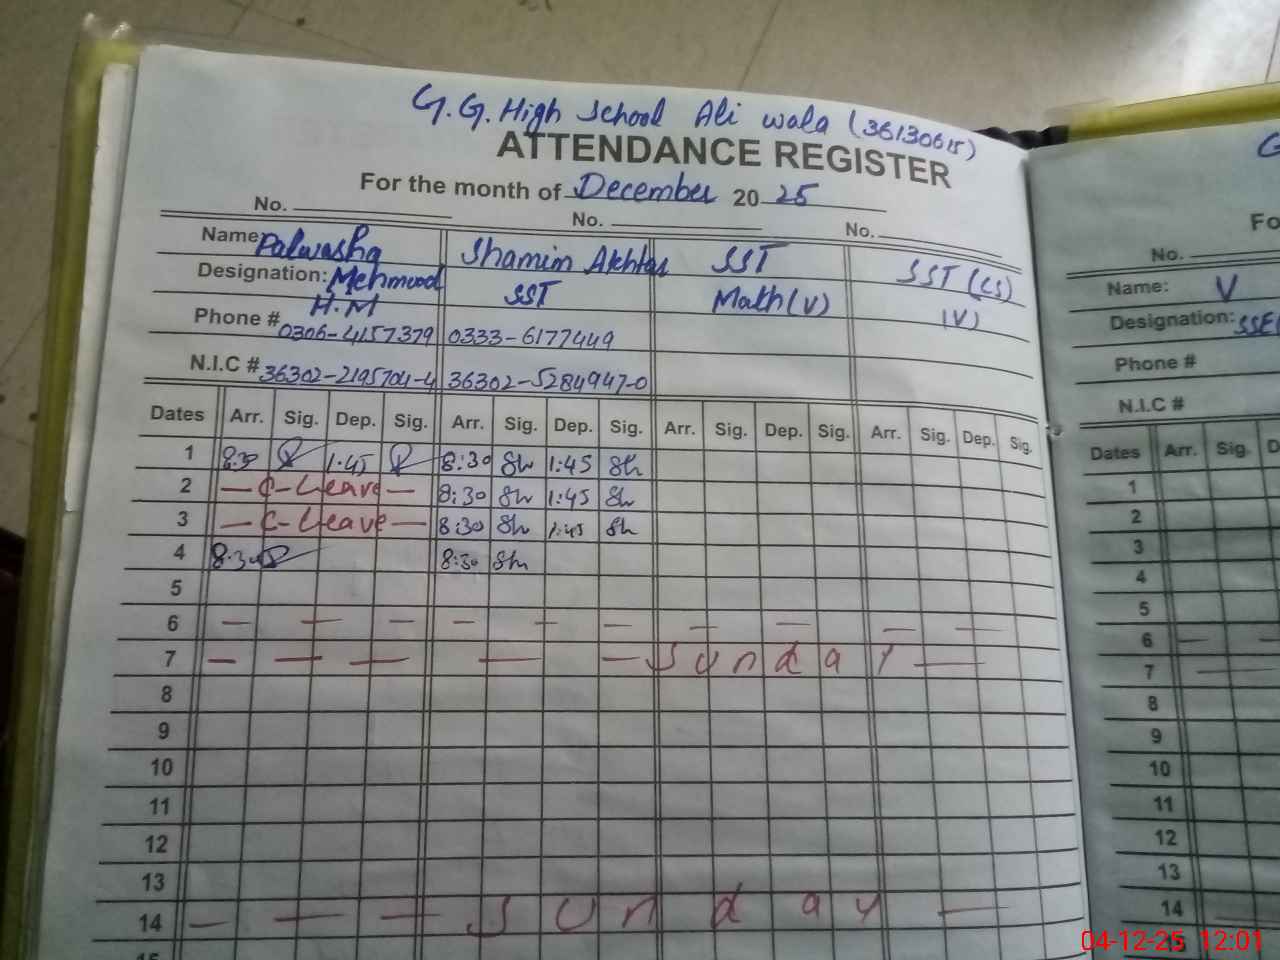 G.G. High School Ali wala (36130615)
ATTENDANCE REGISTER
For the month of December 2025
No. No. No.
Name Palwasha Shamim Akhtar SST SST (CS)
Designation: Mehmood SST Math (V) (V)
H.M
Phone # 0306-4157379 0333-6177449
N.I.C # 36302-2195704-4 36302-5284947-0
Dates Arr. Sig. Dep. Sig. Arr. Sig. Dep. Sig. Arr. Sig. Dep. Sig. Arr. Sig. Dep. Sig.
1 8:30 1:45 8:30 Sh 1:45 Sh
2 — C-Leave — 8:30 Sh 1:45 Sh
3 — C-Leave — 8:30 Sh 1:45 Sh
4 8:30 8:30 Sh
5
6 — — — — — — — — — —
7 — — — — — Sunday —
8
9
10
11
12
13
14 — — — Sunday —
15
No.
Name: V
Designation:
Phone #
N.I.C #
Dates Arr. Sig.
1
2
3
4
5
6 —
7 —
8
9
10
11
12
13
14
04-12-25 12:01